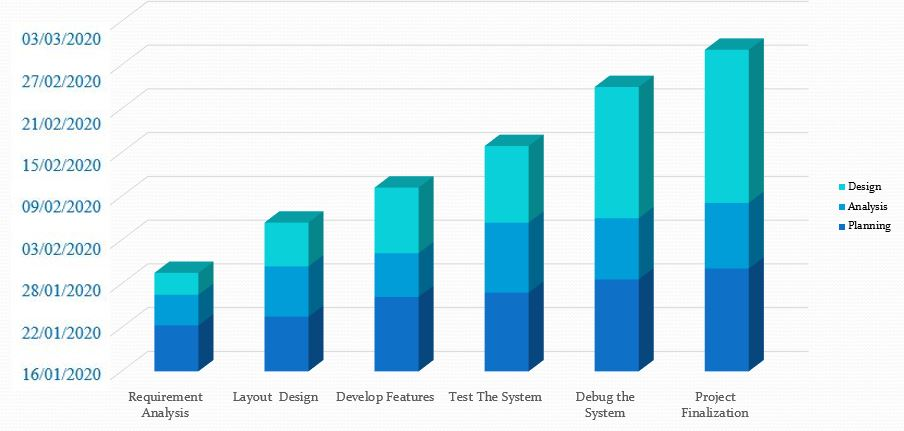 03/03/2020
27/02/2020
21/02/2020
15/02/2020
09/02/2020
03/02/2020
28/01/2020
22/01/2020
16/01/2020
Requirement
Analysis
Layout Design
Develop Features
Test The System
Debug the
System
Project
Finalization
Design
Analysis
Planning